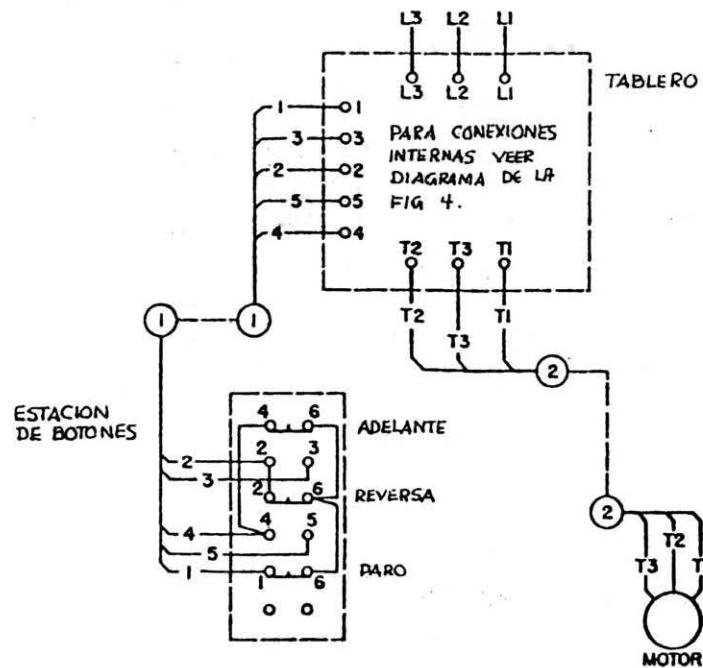 L3 L2 L1
L3 L2 L1
TABLERO
1 1
3 3
2 2
5 5
4 4
PARA CONEXIONES
INTERNAS VEER
DIAGRAMA DE LA
FIG 4.
T2 T3 T1
T2 T3 T1
1 1
2
ESTACION
DE BOTONES
4 6
ADELANTE
2 2 3
3
2 6
REVERSA
4 4 5
5
1 1 6
PARO
2
T3 T2 T
MOTOR